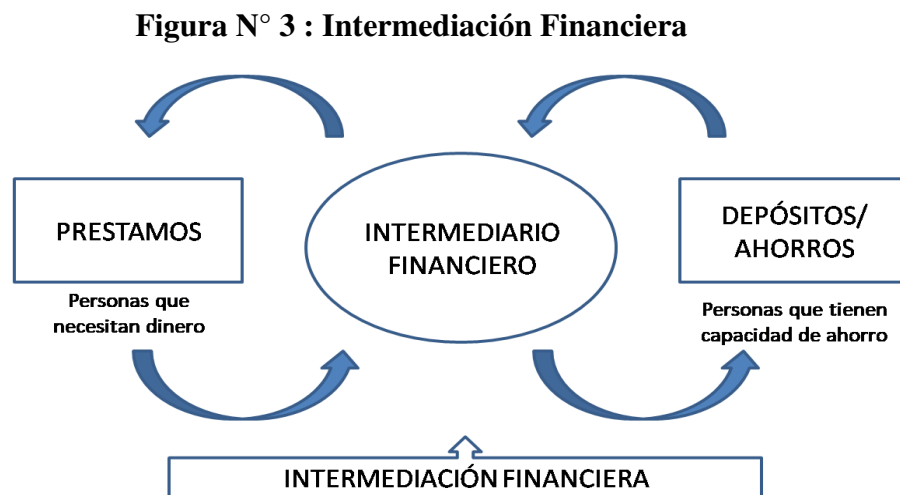 Figura N° 3 : Intermediación Financiera
PRESTAMOS
Personas que
necesitan dinero
INTERMEDIARIO
FINANCIERO
DEPÓSITOS/
AHORROS
Personas que tienen
capacidad de ahorro
INTERMEDIACIÓN FINANCIERA